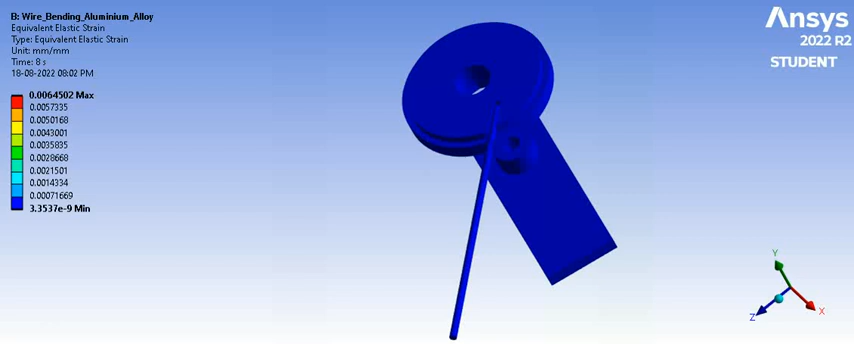 B: Wire_Bending_Aluminium_Alloy
Equivalent Elastic Strain
Type: Equivalent Elastic Strain
Unit: mm/mm
Time: 8 s
18-08-2022 08:02 PM
0.0064502 Max
0.0057335
0.0050168
0.0043001
0.0035835
0.0028668
0.0021501
0.0014334
0.00071669
3.3537e-9 Min
Ansys
2022 R2
STUDENT
Y
Z
X